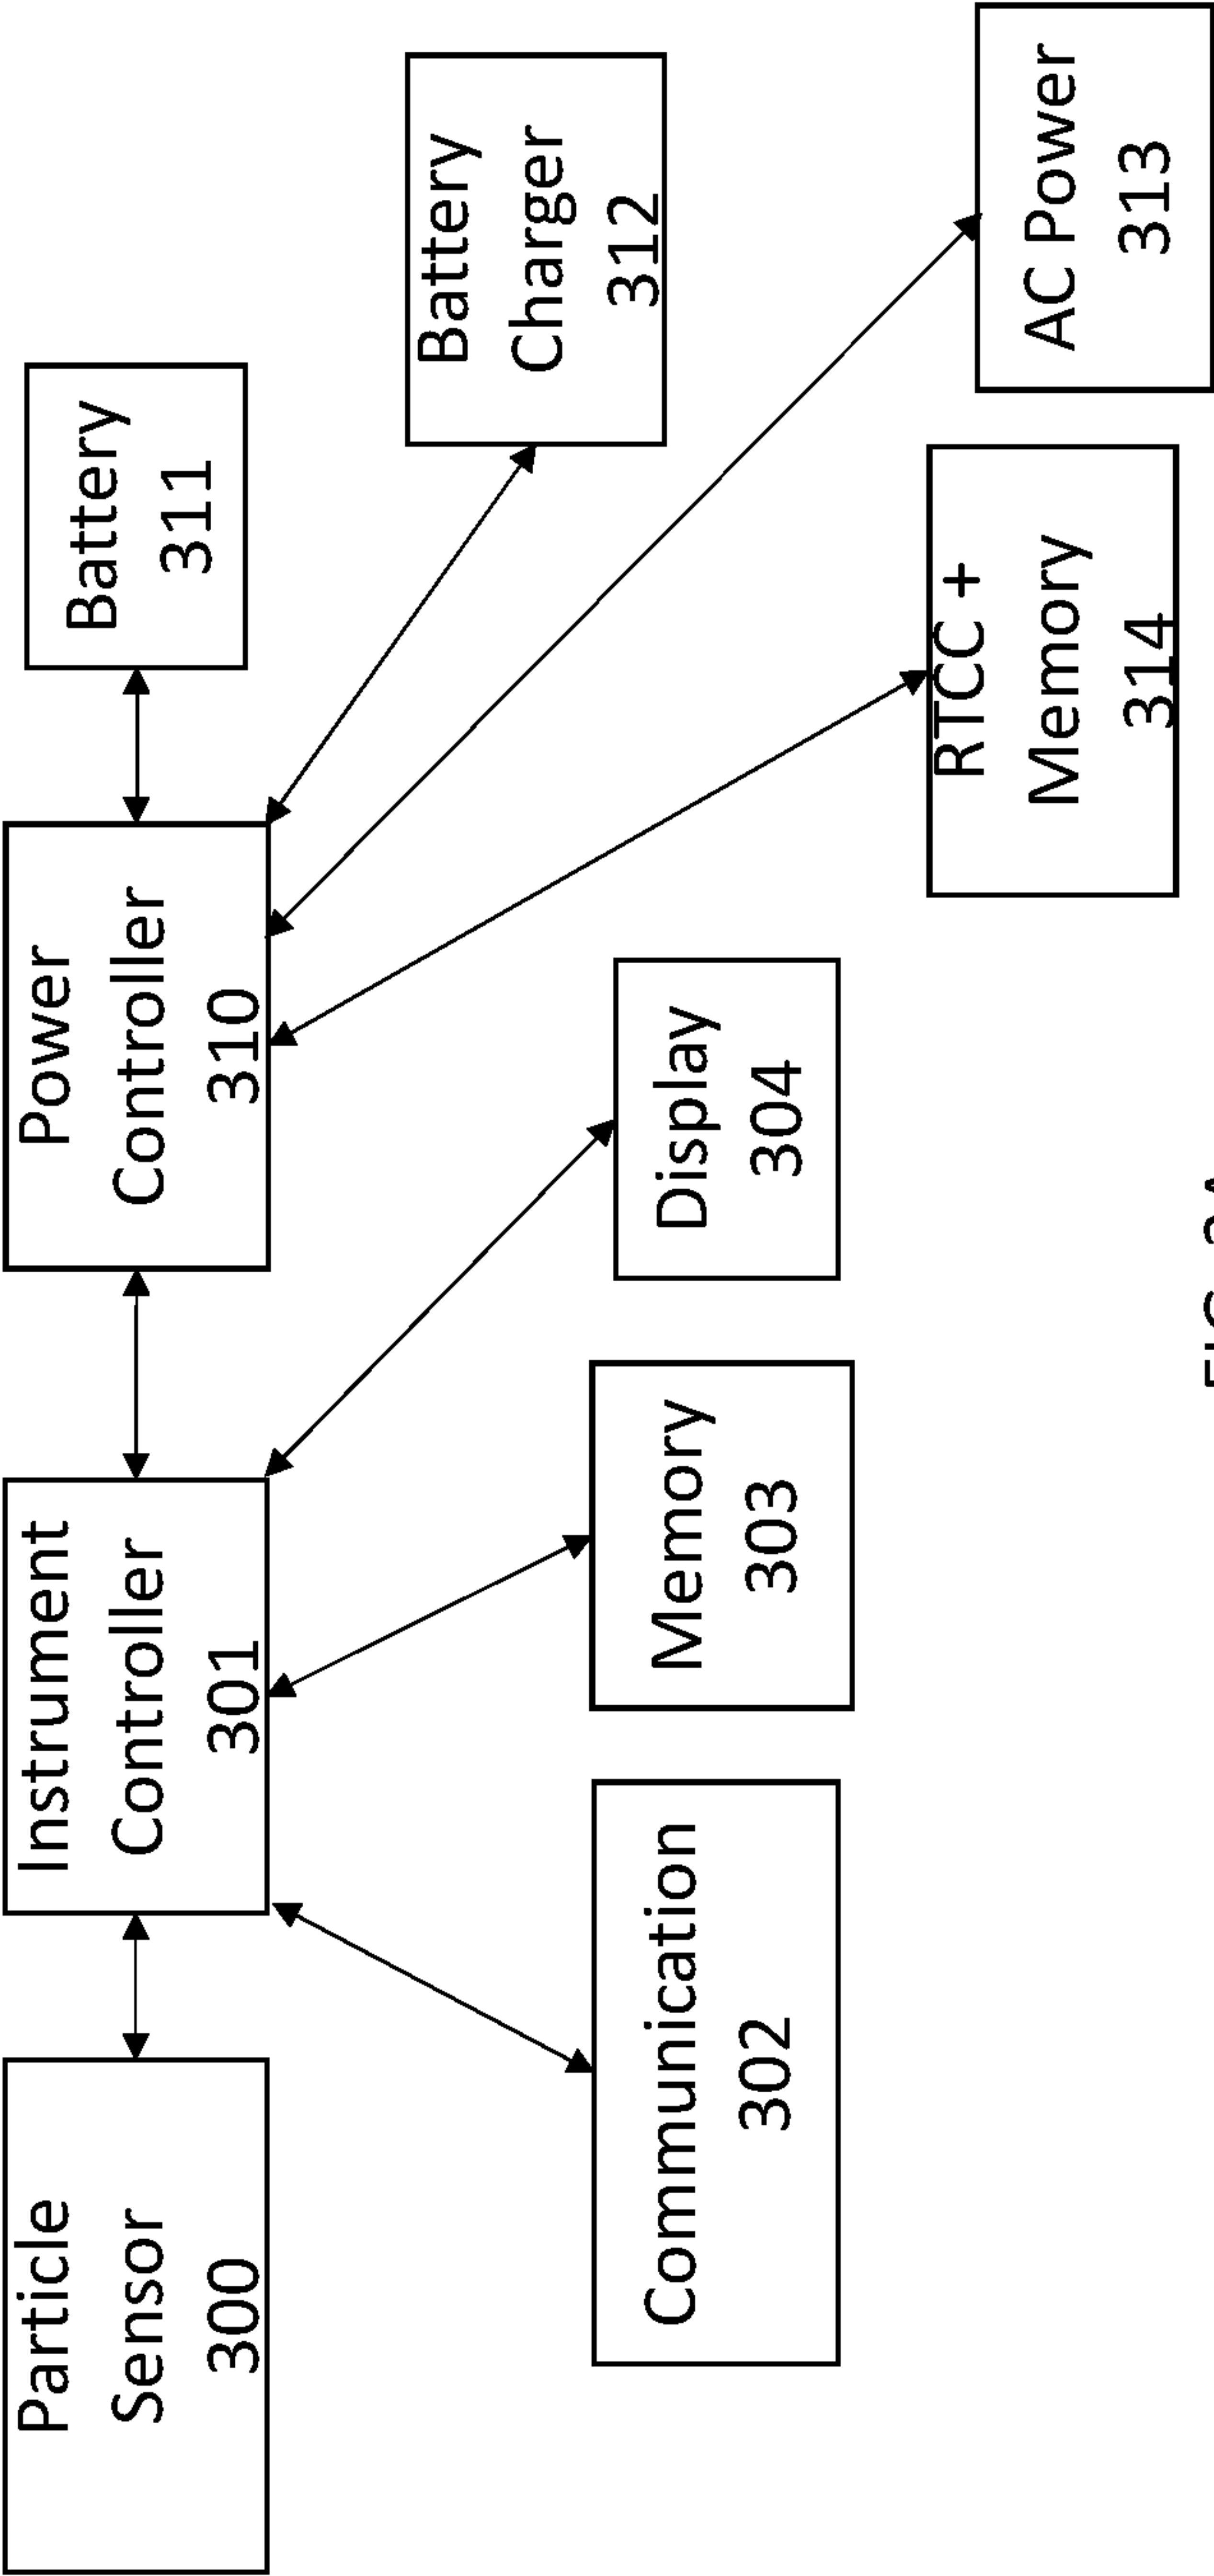 Particle
Sensor
300
Instrument
Controller
301
Power
Controller
310
Battery
311
Battery
Charger
312
Communication
302
Memory
303
Display
304
RTCC +
Memory
314
AC Power
313